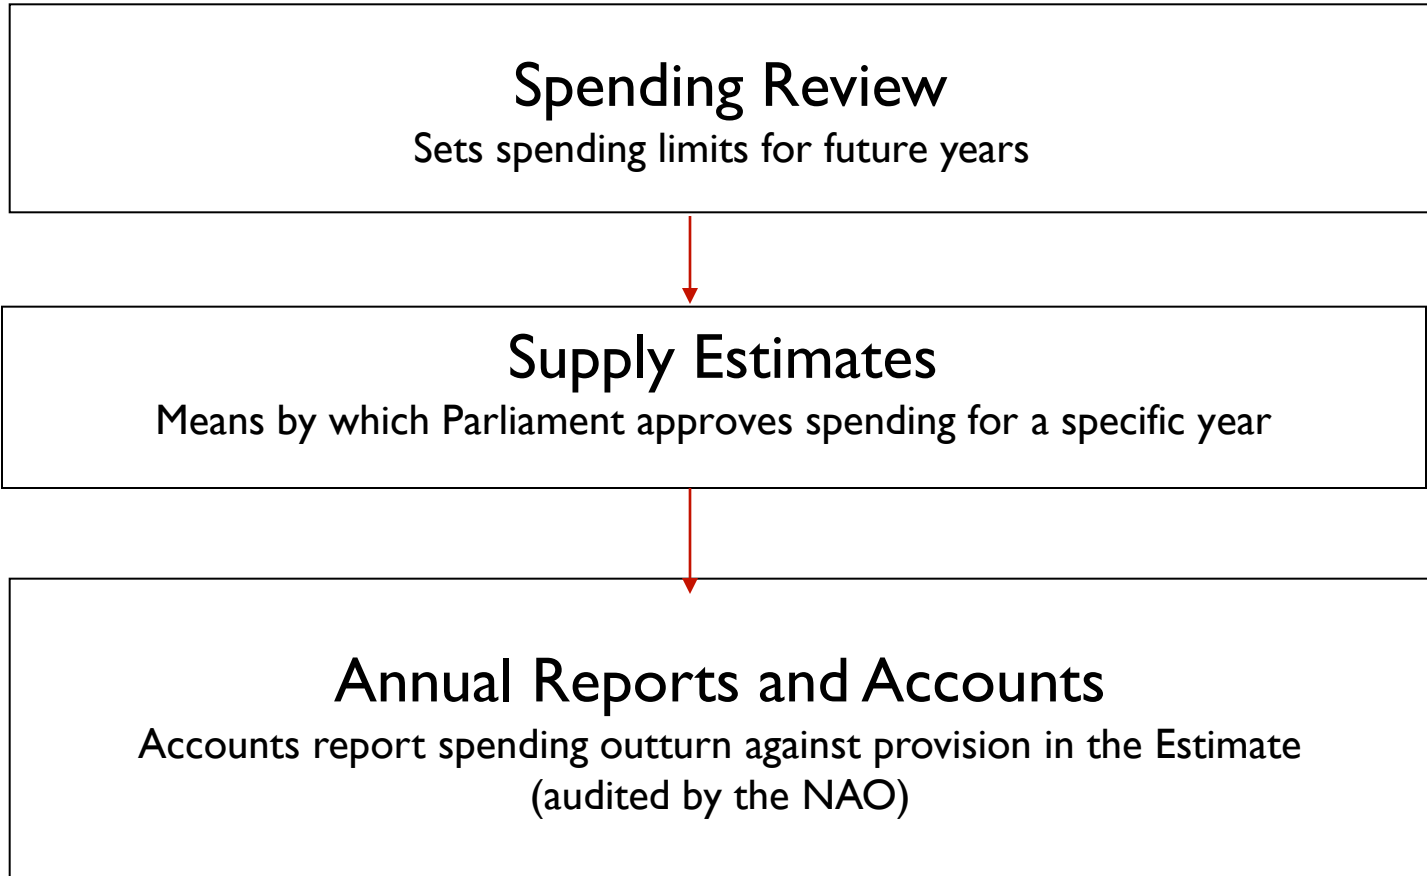 Spending Review
Sets spending limits for future years
Supply Estimates
Means by which Parliament approves spending for a specific year
Annual Reports and Accounts
Accounts report spending outturn against provision in the Estimate
(audited by the NAO)